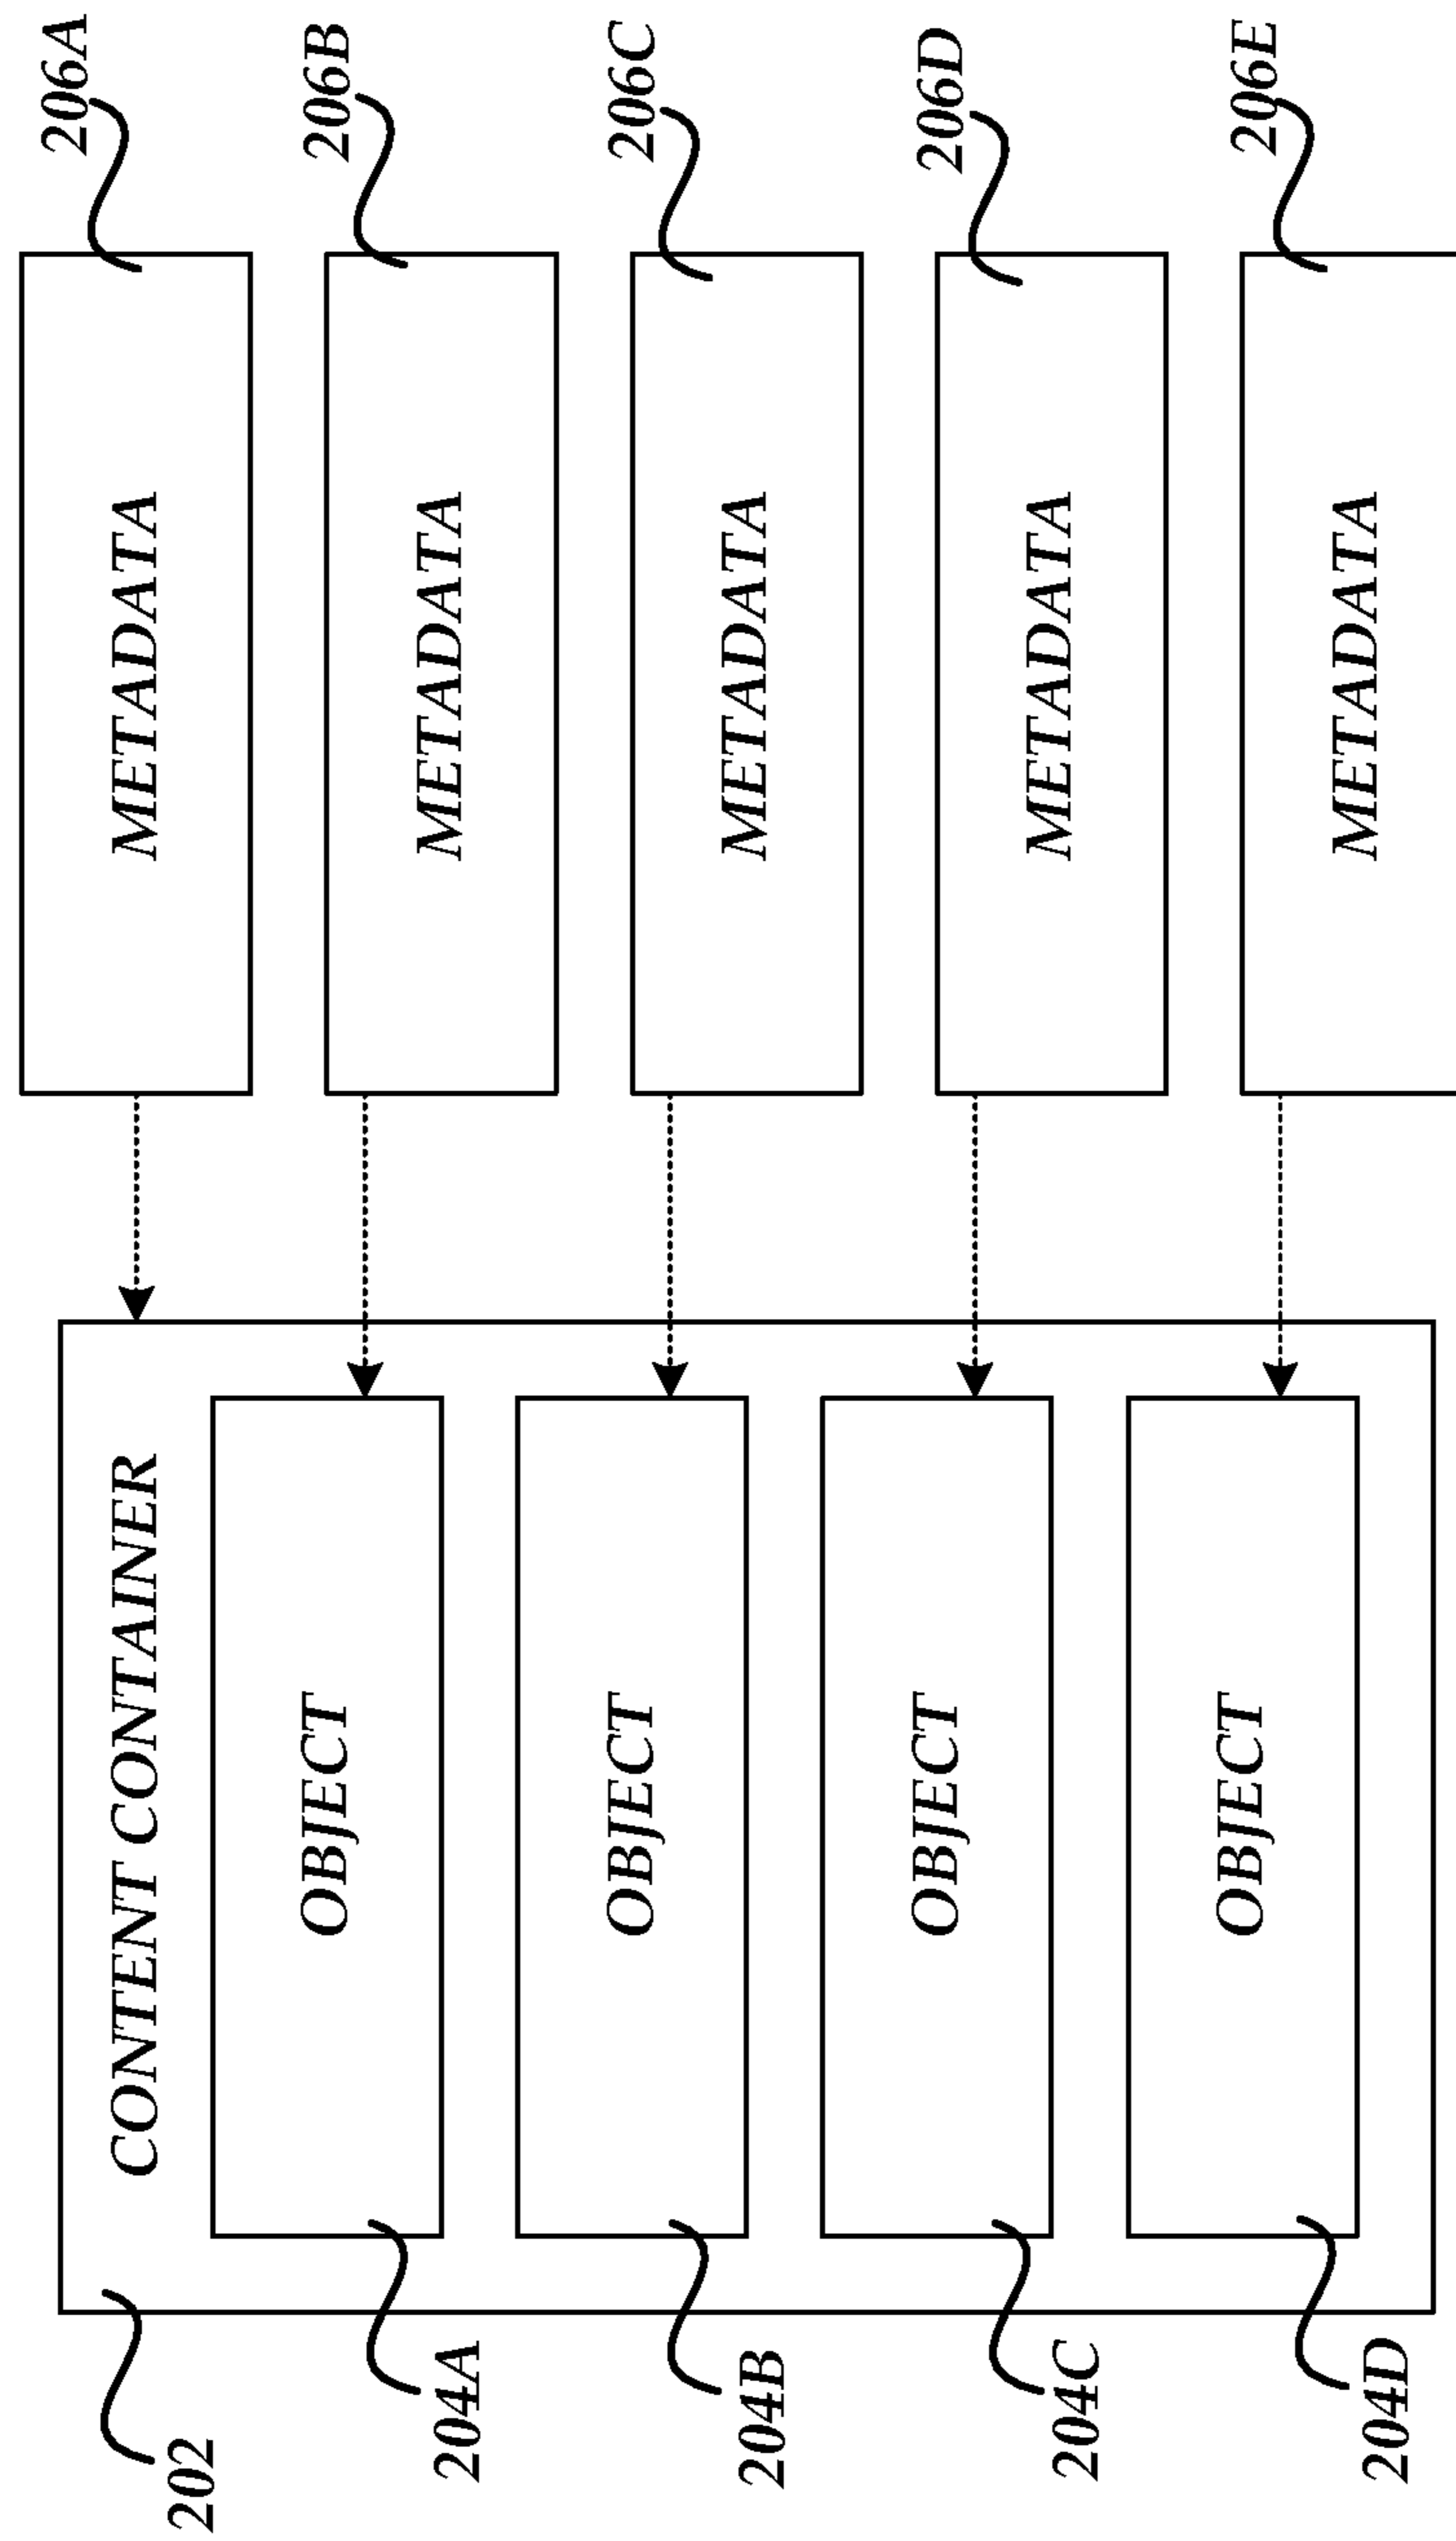 CONTENT CONTAINER
OBJECT
OBJECT
OBJECT
OBJECT
202
204A
204B
204C
204D
METADATA
METADATA
METADATA
METADATA
METADATA
206A
206B
206C
206D
206E